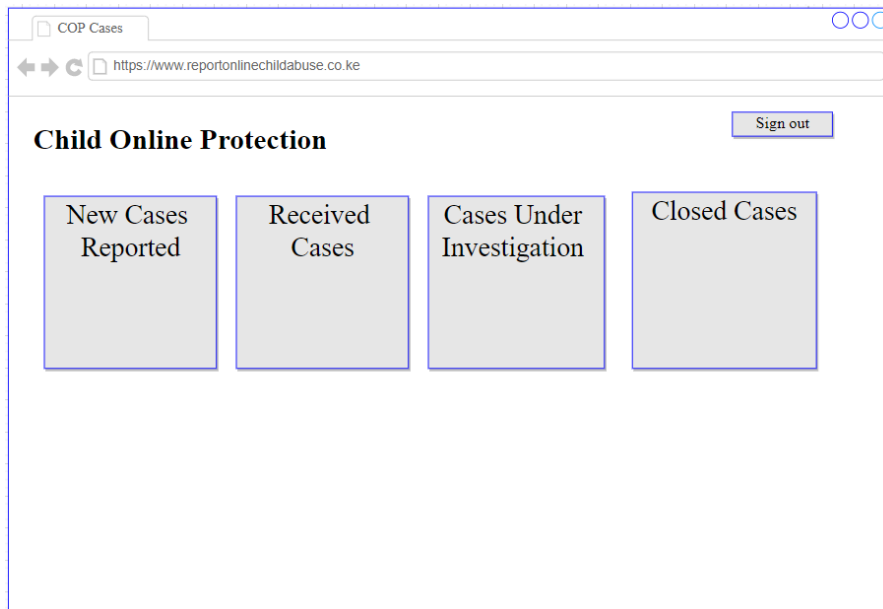 COP Cases
https://www.reportonlinechildabuse.co.ke
Sign out
Child Online Protection
New Cases
Reported
Received
Cases
Cases Under
Investigation
Closed Cases